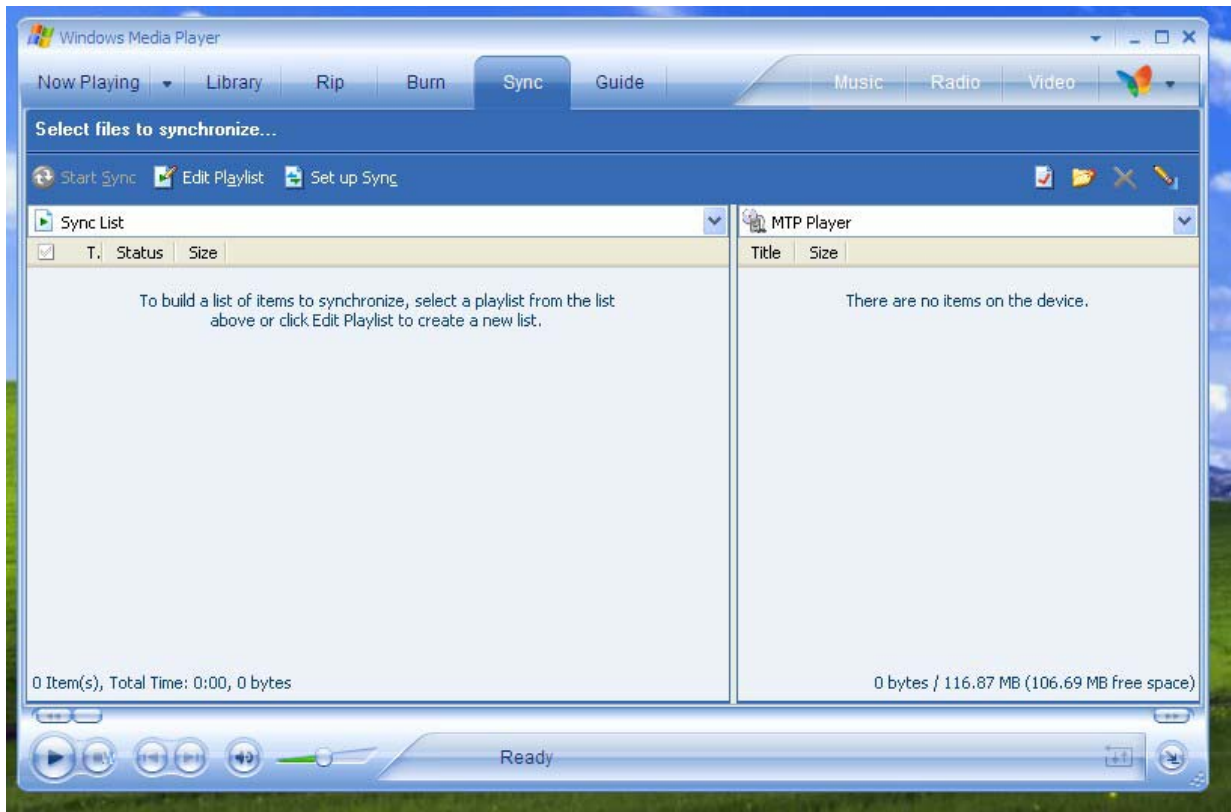 Windows Media Player
Now Playing Library Rip Burn Sync Guide Music Radio Video
Select files to synchronize...
Start Sync Edit Playlist Set up Sync
Sync List MTP Player
T. Status Size Title Size
To build a list of items to synchronize, select a playlist from the list
above or click Edit Playlist to create a new list.
There are no items on the device.
0 Item(s), Total Time: 0:00, 0 bytes
0 bytes / 116.87 MB (106.69 MB free space)
Ready